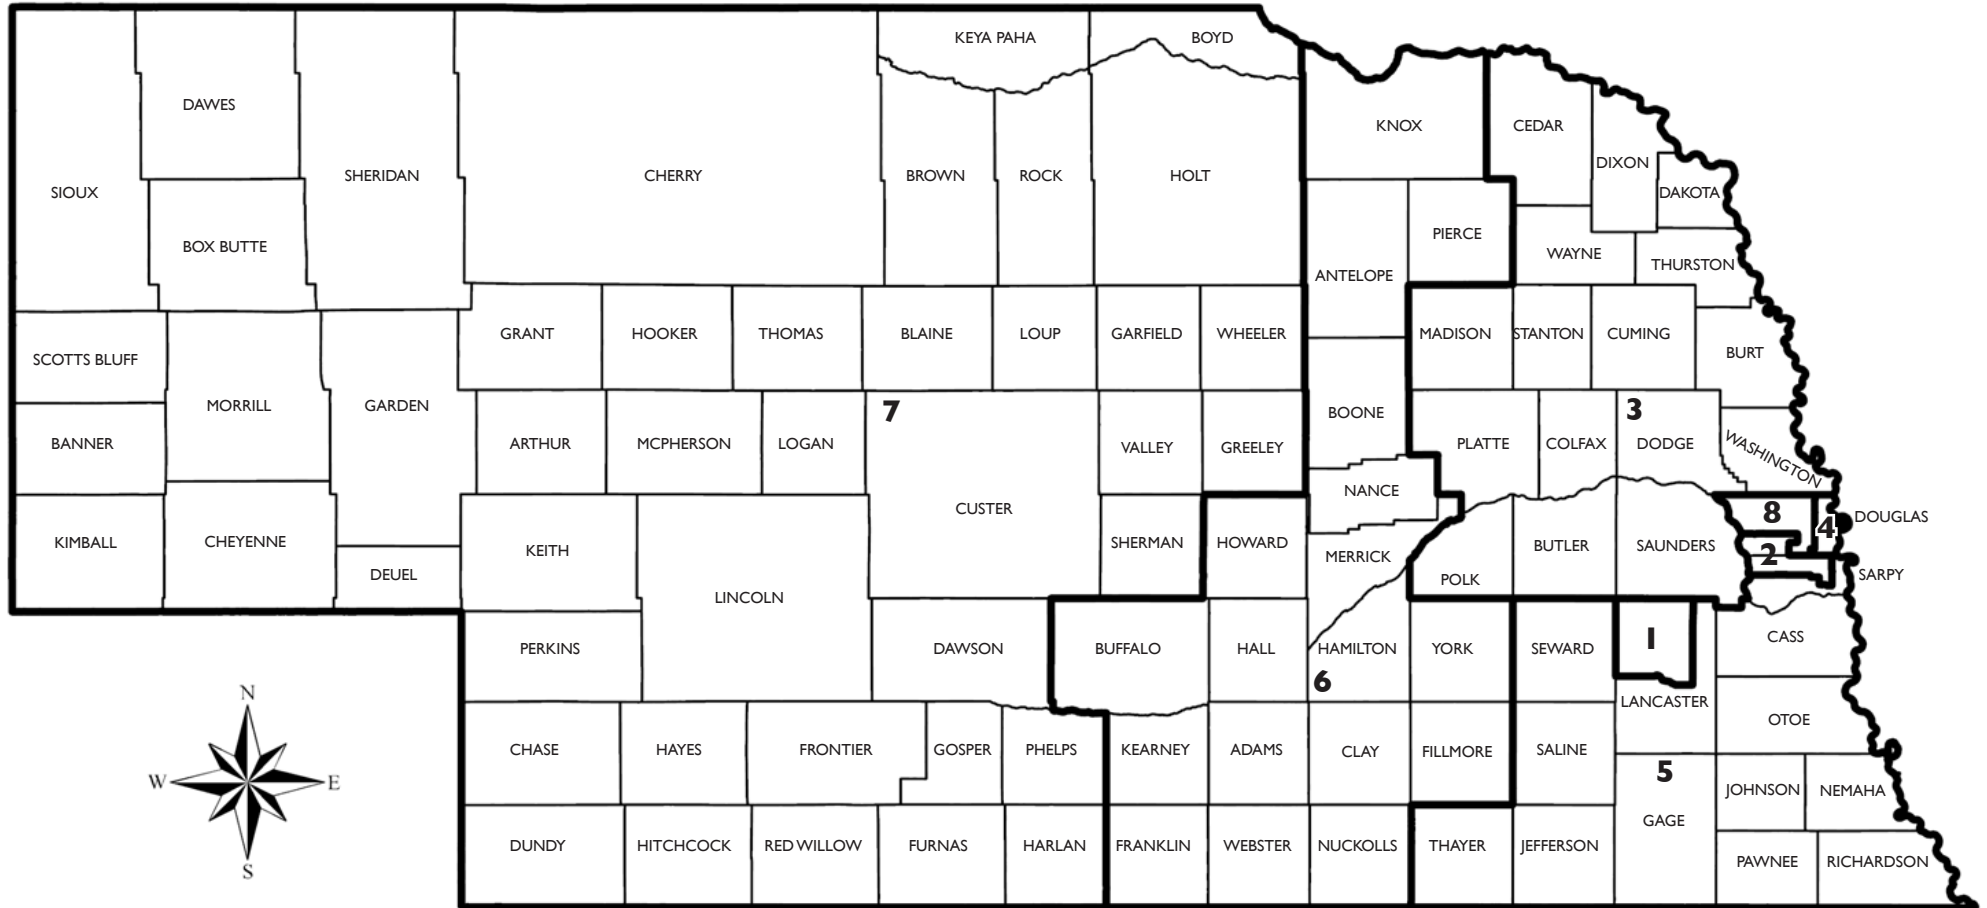 KEYA PAHA
BOYD
DAWES
KNOX
CEDAR
DIXON
SIOUX
SHERIDAN
CHERRY
BROWN
ROCK
HOLT
DAKOTA
BOX BUTTE
PIERCE
WAYNE
THURSTON
ANTELOPE
GRANT
HOOKER
THOMAS
BLAINE
LOUP
GARFIELD
WHEELER
MADISON
STANTON
CUMING
BURT
SCOTTS BLUFF
MORRILL
GARDEN
7
BOONE
3
BANNER
ARTHUR
MCPHERSON
LOGAN
VALLEY
GREELEY
PLATTE
COLFAX
DODGE
WASHINGTON
NANCE
CUSTER
8
4
DOUGLAS
KIMBALL
CHEYENNE
KEITH
SHERMAN
HOWARD
MERRICK
BUTLER
SAUNDERS
2
DEUEL
POLK
SARPY
LINCOLN
PERKINS
DAWSON
BUFFALO
HALL
HAMILTON
YORK
SEWARD
1
CASS
6
LANCASTER
N
W
E
S
OTOE
CHASE
HAYES
FRONTIER
GOSPER
PHELPS
KEARNEY
ADAMS
CLAY
FILLMORE
SALINE
5
JOHNSON
NEMAHA
GAGE
DUNDY
HITCHCOCK
RED WILLOW
FURNAS
HARLAN
FRANKLIN
WEBSTER
NUCKOLLS
THAYER
JEFFERSON
PAWNEE
RICHARDSON